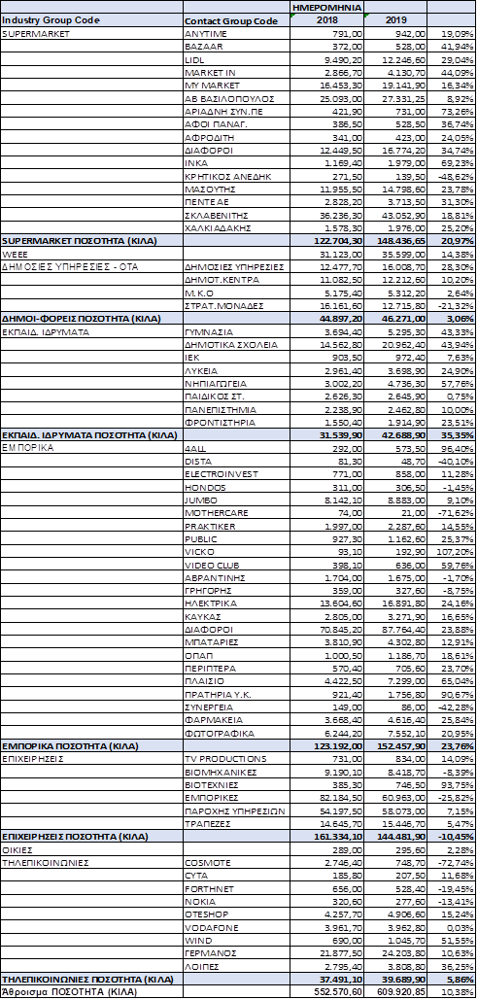 ΗΜΕΡΟΜΗΝΙΑ
Industry Group Code Contact Group Code 2018 2019
SUPERMARKET ANYTIME 791,00 942,00 19,09%
BAZAAR 372,00 528,00 41,94%
LIDL 9.490,20 12.246,60 29,04%
MARKET IN 2.866,70 4.130,70 44,09%
MY MARKET 16.453,30 19.141,90 16,34%
ΑΒ ΒΑΣΙΛΟΠΟΥΛΟΣ 25.093,00 27.331,25 8,92%
ΑΡΙΑΔΝΗ ΣΥΝ.ΠΕ 421,90 731,00 73,26%
ΑΦΟΙ ΠΑΝΑΓ. 386,50 528,50 36,74%
ΑΦΡΟΔΙΤΗ 341,00 423,00 24,05%
ΔΙΑΦΟΡΟΙ 12.449,50 16.774,20 34,74%
ΙΝΚΑ 1.169,40 1.979,00 69,23%
ΚΡΗΤΙΚΟΣ ΑΝΕΔΗΚ 271,50 139,50 -48,62%
ΜΑΣΟΥΤΗΣ 11.955,50 14.798,60 23,78%
ΠΕΝΤΕ ΑΕ 2.828,20 3.713,50 31,30%
ΣΚΛΑΒΕΝΙΤΗΣ 36.236,30 43.052,90 18,81%
ΧΑΛΚΙΑΔΑΚΗΣ 1.578,30 1.976,00 25,20%
SUPERMARKET ΠΟΣΟΤΗΤΑ (ΚΙΛΑ) 122.704,30 148.436,65 20,97%
WEEE 31.123,00 35.599,00 14,38%
ΔΗΜΟΣΙΕΣ ΥΠΗΡΕΣΙΕΣ - ΟΤΑ ΔΗΜΟΣΙΕΣ ΥΠΗΡΕΣΙΕΣ 12.477,70 16.008,70 28,30%
ΔΗΜΟΤ.ΚΕΝΤΡΑ 11.082,50 12.212,60 10,20%
Μ.Κ.Ο 5.175,40 5.312,20 2,64%
ΣΤΡΑΤ.ΜΟΝΑΔΕΣ 16.161,60 12.715,80 -21,32%
ΔΗΜΟΙ-ΦΟΡΕΙΣ ΠΟΣΟΤΗΤΑ (ΚΙΛΑ) 44.897,20 46.271,00 3,06%
ΕΚΠΑΙΔ. ΙΔΡΥΜΑΤΑ ΓΥΜΝΑΣΙΑ 3.694,40 5.295,30 43,33%
ΔΗΜΟΤΙΚΑ ΣΧΟΛΕΙΑ 14.562,80 20.962,40 43,94%
ΙΕΚ 903,50 972,40 7,63%
ΛΥΚΕΙΑ 2.961,40 3.698,90 24,90%
ΝΗΠΙΑΓΩΓΕΙΑ 3.002,20 4.736,30 57,76%
ΠΑΙΔΙΚΟΣ ΣΤ. 2.626,30 2.645,90 0,75%
ΠΑΝΕΠΙΣΤΗΜΙΑ 2.238,90 2.462,80 10,00%
ΦΡΟΝΤΙΣΤΗΡΙΑ 1.550,40 1.914,90 23,51%
ΕΚΠΑΙΔ. ΙΔΡΥΜΑΤΑ ΠΟΣΟΤΗΤΑ (ΚΙΛΑ) 31.539,90 42.688,90 35,35%
ΕΜΠΟΡΙΚΑ 4ALL 292,00 573,50 96,40%
DISTA 81,30 48,70 -40,10%
ELECTROINVEST 771,00 858,00 11,28%
HONDOS 311,00 306,50 -1,45%
JUMBO 8.142,10 8.883,00 9,10%
MOTHERCARE 74,00 21,00 -71,62%
PRAKTIKER 1.997,00 2.287,60 14,55%
PUBLIC 927,30 1.162,60 25,37%
VICKO 93,10 192,90 107,20%
VIDEO CLUB 398,10 636,00 59,76%
ΑΒΡΑΝΤΙΝΗΣ 1.704,00 1.675,00 -1,70%
ΓΡΗΓΟΡΗΣ 359,00 327,60 -8,75%
ΗΛΕΚΤΡΙΚΑ 13.604,60 16.891,80 24,16%
ΚΑΥΚΑΣ 2.805,00 3.271,90 16,65%
ΔΙΑΦΟΡΟΙ 70.845,20 87.764,40 23,88%
ΜΠΑΤΑΡΙΕΣ 3.810,90 4.302,80 12,91%
ΟΠΑΠ 1.000,50 1.186,70 18,61%
ΠΕΡΙΠΤΕΡΑ 570,40 705,60 23,70%
ΠΛΑΙΣΙΟ 4.422,50 7.299,00 65,04%
ΠΡΑΤΗΡΙΑ Υ.Κ. 921,40 1.756,80 90,67%
ΣΥΝΕΡΓΕΙΑ 149,00 86,00 -42,28%
ΦΑΡΜΑΚΕΙΑ 3.668,40 4.616,40 25,84%
ΦΩΤΟΓΡΑΦΙΚΑ 6.244,20 7.552,10 20,95%
ΕΜΠΟΡΙΚΑ ΠΟΣΟΤΗΤΑ (ΚΙΛΑ) 123.192,00 152.457,90 23,76%
ΕΠΙΧΕΙΡΗΣΕΙΣ TV PRODUCTIONS 731,00 834,00 14,09%
ΒΙΟΜΗΧΑΝΙΚΕΣ 9.190,10 8.418,70 -8,39%
ΒΙΟΤΕΧΝΙΕΣ 385,30 746,50 93,75%
ΕΜΠΟΡΙΚΕΣ 82.184,50 60.963,00 -25,82%
ΠΑΡΟΧΗΣ ΥΠΗΡΕΣΙΩΝ 54.197,50 58.073,00 7,15%
ΤΡΑΠΕΖΕΣ 14.645,70 15.446,70 5,47%
ΕΠΙΧΕΙΡΗΣΕΙΣ ΠΟΣΟΤΗΤΑ (ΚΙΛΑ) 161.334,10 144.481,90 -10,45%
ΟΙΚΙΕΣ 289,00 295,60 2,28%
ΤΗΛΕΠΙΚΟΙΝΩΝΙΕΣ COSMOTE 2.746,40 748,70 -72,74%
CYTA 185,80 207,50 11,68%
FORTHNET 656,00 528,40 -19,45%
NOKIA 320,60 277,60 -13,41%
OTESHOP 4.257,70 4.906,60 15,24%
VODAFONE 3.961,70 3.962,80 0,03%
WIND 690,00 1.045,70 51,55%
ΓΕΡΜΑΝΟΣ 21.877,50 24.203,80 10,63%
ΛΟΙΠΕΣ 2.795,40 3.808,80 36,25%
ΤΗΛΕΠΙΚΟΙΝΩΝΙΕΣ ΠΟΣΟΤΗΤΑ (ΚΙΛΑ) 37.491,10 39.689,90 5,86%
Άθροισμα ΠΟΣΟΤΗΤΑ (ΚΙΛΑ) 552.570,60 609.920,85 10,38%